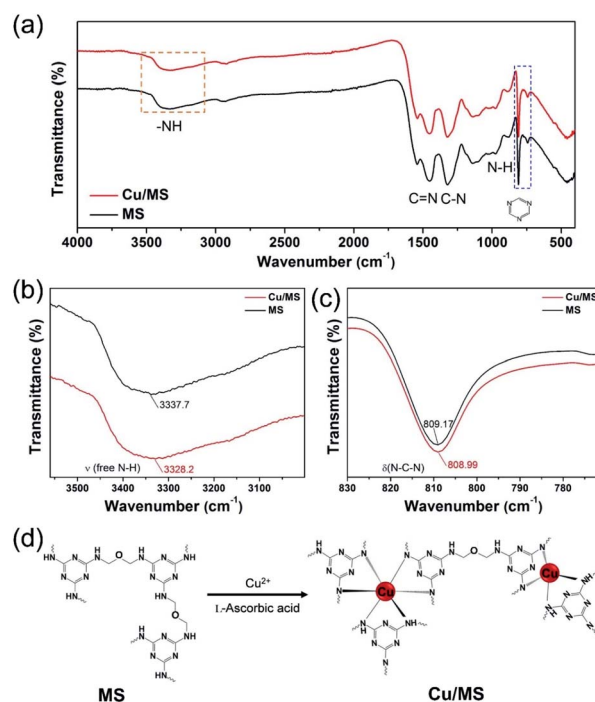 (a)
Transmittance (%)
-NH
N-H
C=N C-N
Cu/MS
MS
4000 3500 3000 2500 2000 1500 1000 500
Wavenumber (cm⁻¹)
(b)
Transmittance (%)
Cu/MS
MS
3337.7
3328.2
ν (free N-H)
3500 3400 3300 3200 3100 3000
Wavenumber (cm⁻¹)
(c)
Transmittance (%)
Cu/MS
MS
809.17
808.99
δ(N-C-N)
830 820 810 800 790 780
Wavenumber (cm⁻¹)
(d)
Cu²⁺
L-Ascorbic acid
Cu
Cu
MS
Cu/MS